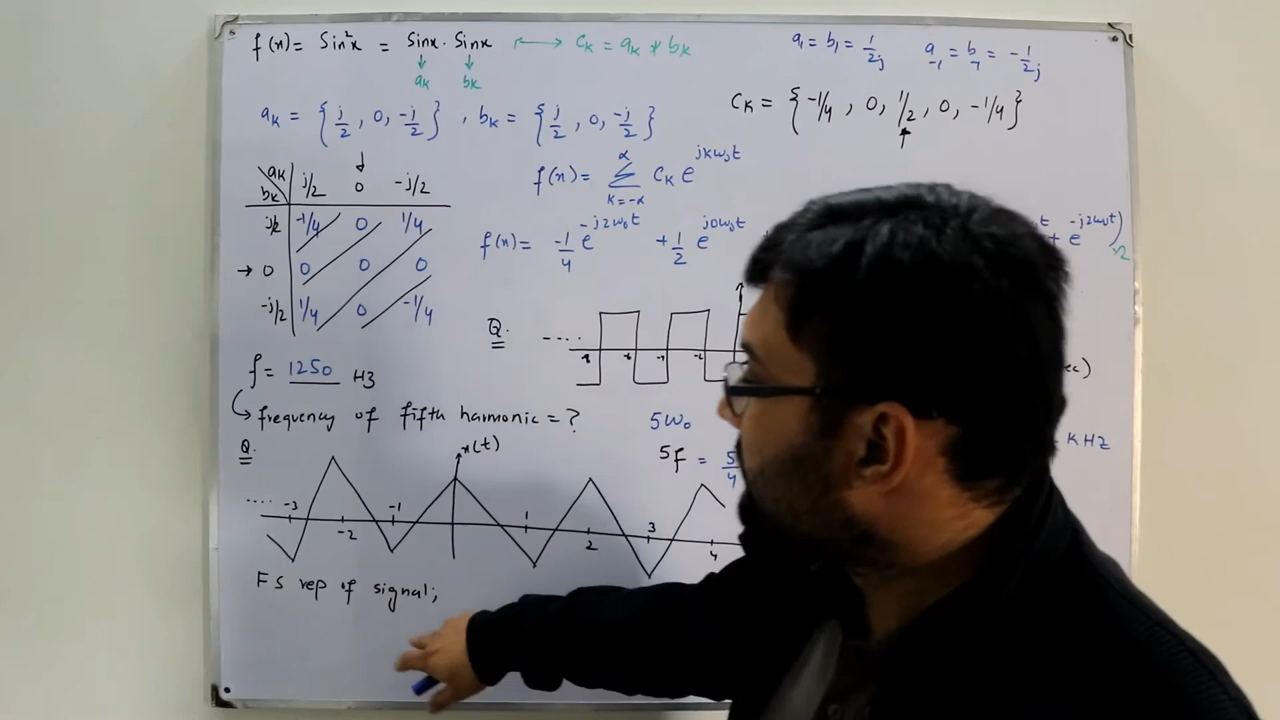 f(x) = Sin²x = Sinx · Sinx ⟷ Cₖ = aₖ * bₖ
↓ ↓
aₖ bₖ
a₁ = b₁ = 1/2j a₋₁ = b₋₁ = -1/2j
aₖ = {j/2, 0, -j/2}, bₖ = {j/2, 0, -j/2}
Cₖ = {-1/4, 0, 1/2, 0, -1/4}
↑
f(x) = Σ k=-α α Cₖ e^jkω₀t
↓
aₖ bₖ j/2 0 -j/2
j/2 -1/4 0 1/4
→ 0 0 0 0
-j/2 1/4 0 -1/4
f(x) = -1/4 e^-j2ω₀t + 1/2 e^j0ω₀t + e^-j2ω₀t)
Q.
....
f = 1250 Hz
frequency of fifth harmonic = ? 5ω₀
5f = 5/4 KHz
Q. x(t)
.... -3 -2 -1 1 2 3 4
FS rep of signal;